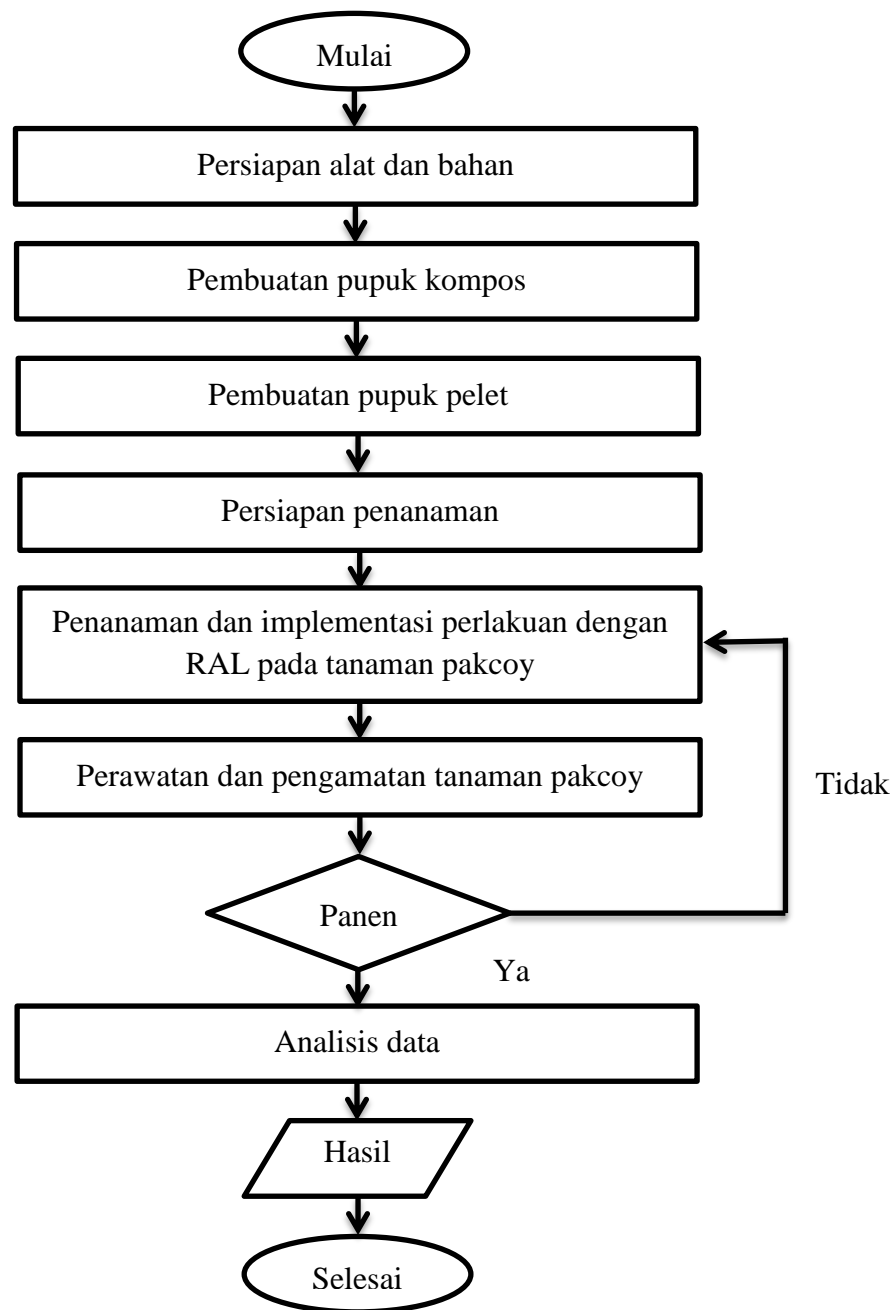 Mulai
Persiapan alat dan bahan
Pembuatan pupuk kompos
Pembuatan pupuk pelet
Persiapan penanaman
Penanaman dan implementasi perlakuan dengan
RAL pada tanaman pakcoy
Perawatan dan pengamatan tanaman pakcoy
Tidak
Panen
Ya
Analisis data
Hasil
Selesai